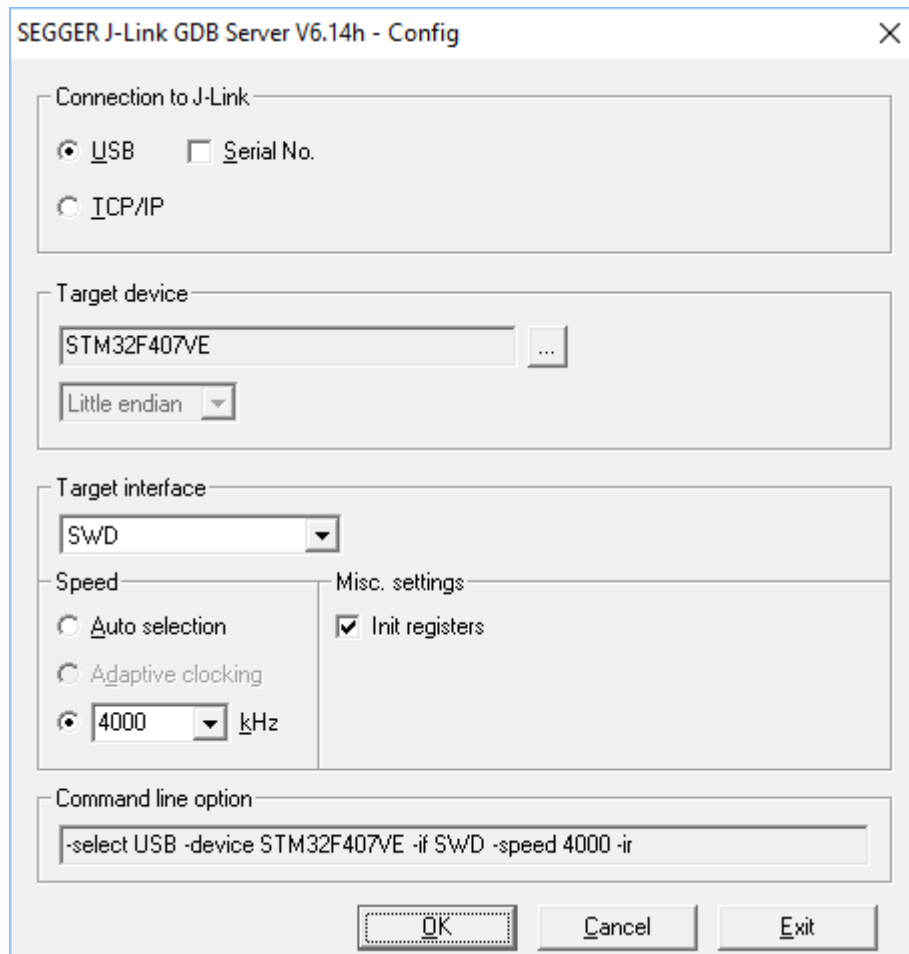 SEGGER J-Link GDB Server V6.14h - Config
Connection to J-Link
USB Serial No.
TCP/IP
Target device
STM32F407VE ...
Little endian
Target interface
SWD
Speed Misc. settings
Auto selection Init registers
Adaptive clocking
4000 kHz
Command line option
-select USB -device STM32F407VE -if SWD -speed 4000 -ir
OK Cancel Exit